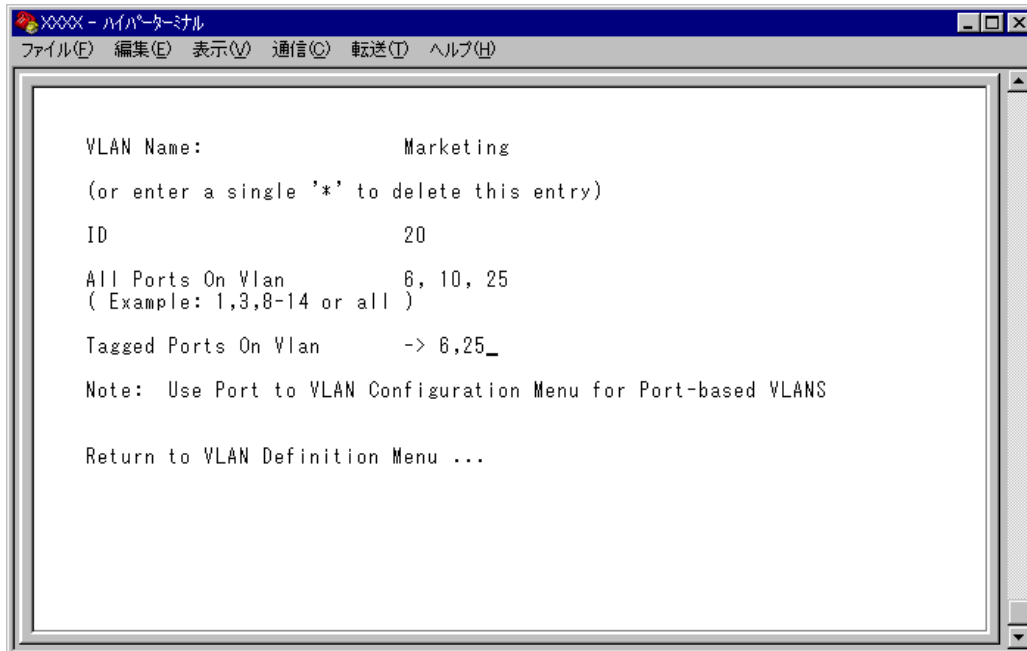 XXXX - ハイパーターミナル
ファイル(F) 編集(E) 表示(V) 通信(C) 転送(T) ヘルプ(H)
VLAN Name: Marketing
(or enter a single '*' to delete this entry)
ID 20
All Ports On Vlan 6, 10, 25
( Example: 1,3,8-14 or all )
Tagged Ports On Vlan -> 6,25_
Note: Use Port to VLAN Configuration Menu for Port-based VLANS
Return to VLAN Definition Menu ...